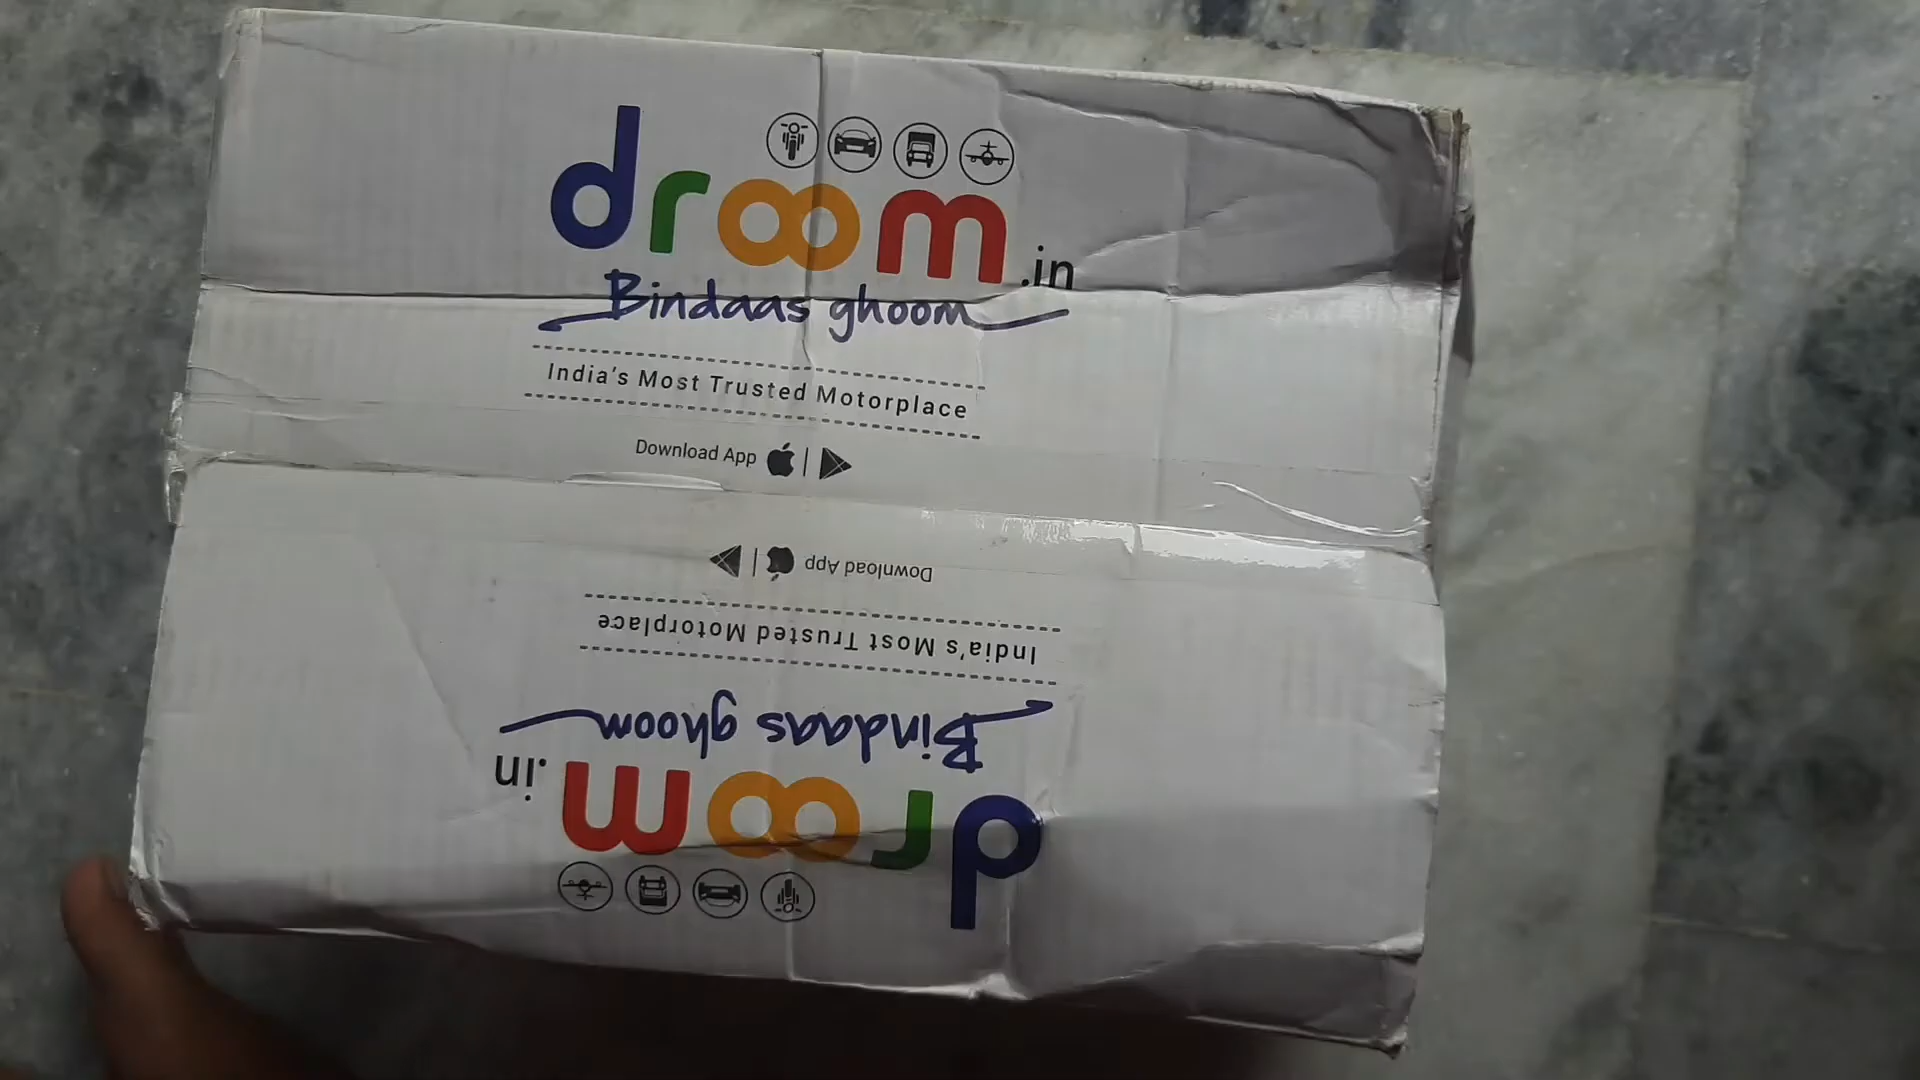 droom.in
Bindaas ghoom
India's Most Trusted Motorplace
Download App
Download App
India's Most Trusted Motorplace
Bindaas ghoom
droom.in